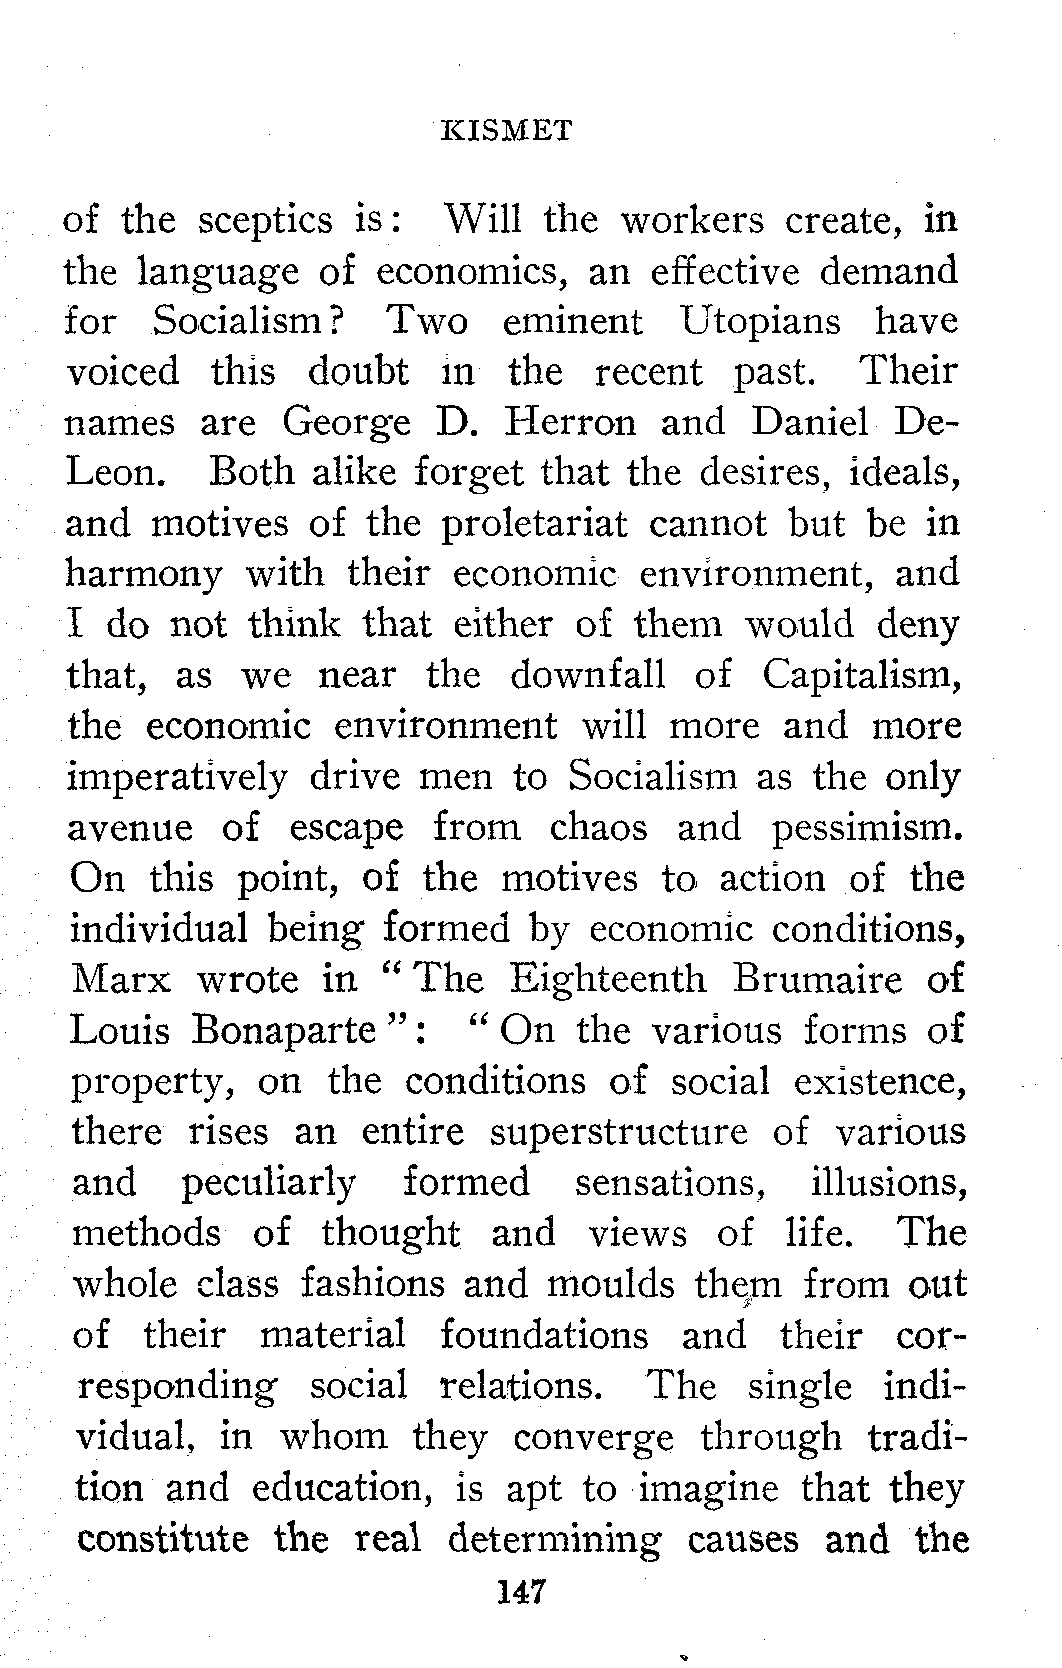 KISMET
of the sceptics is: Will the workers create, in
the language of economics, an effective demand
for Socialism? Two eminent Utopians have
voiced this doubt in the recent past. Their
names are George D. Herron and Daniel De-
Leon. Both alike forget that the desires, ideals,
and motives of the proletariat cannot but be in
harmony with their economic environment, and
I do not think that either of them would deny
that, as we near the downfall of Capitalism,
the economic environment will more and more
imperatively drive men to Socialism as the only
avenue of escape from chaos and pessimism.
On this point, of the motives to action of the
individual being formed by economic conditions,
Marx wrote in “ The Eighteenth Brumaire of
Louis Bonaparte ”: “ On the various forms of
property, on the conditions of social existence,
there rises an entire superstructure of various
and peculiarly formed sensations, illusions,
methods of thought and views of life. The
whole class fashions and moulds them from out
of their material foundations and their cor-
responding social relations. The single indi-
vidual, in whom they converge through tradi-
tion and education, is apt to imagine that they
constitute the real determining causes and the
147